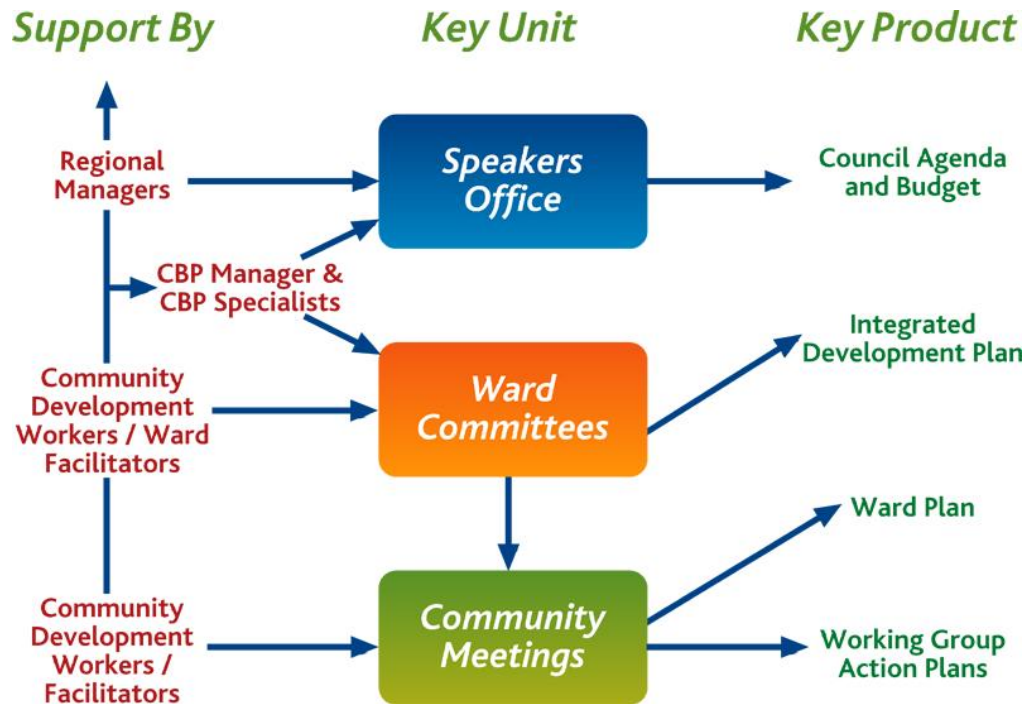 Support By
Key Unit
Key Product
Regional
Managers
Speakers
Office
Council Agenda
and Budget
CBP Manager &
CBP Specialists
Integrated
Development Plan
Community
Development
Workers / Ward
Facilitators
Ward
Committees
Ward Plan
Community
Development
Workers /
Facilitators
Community
Meetings
Working Group
Action Plans